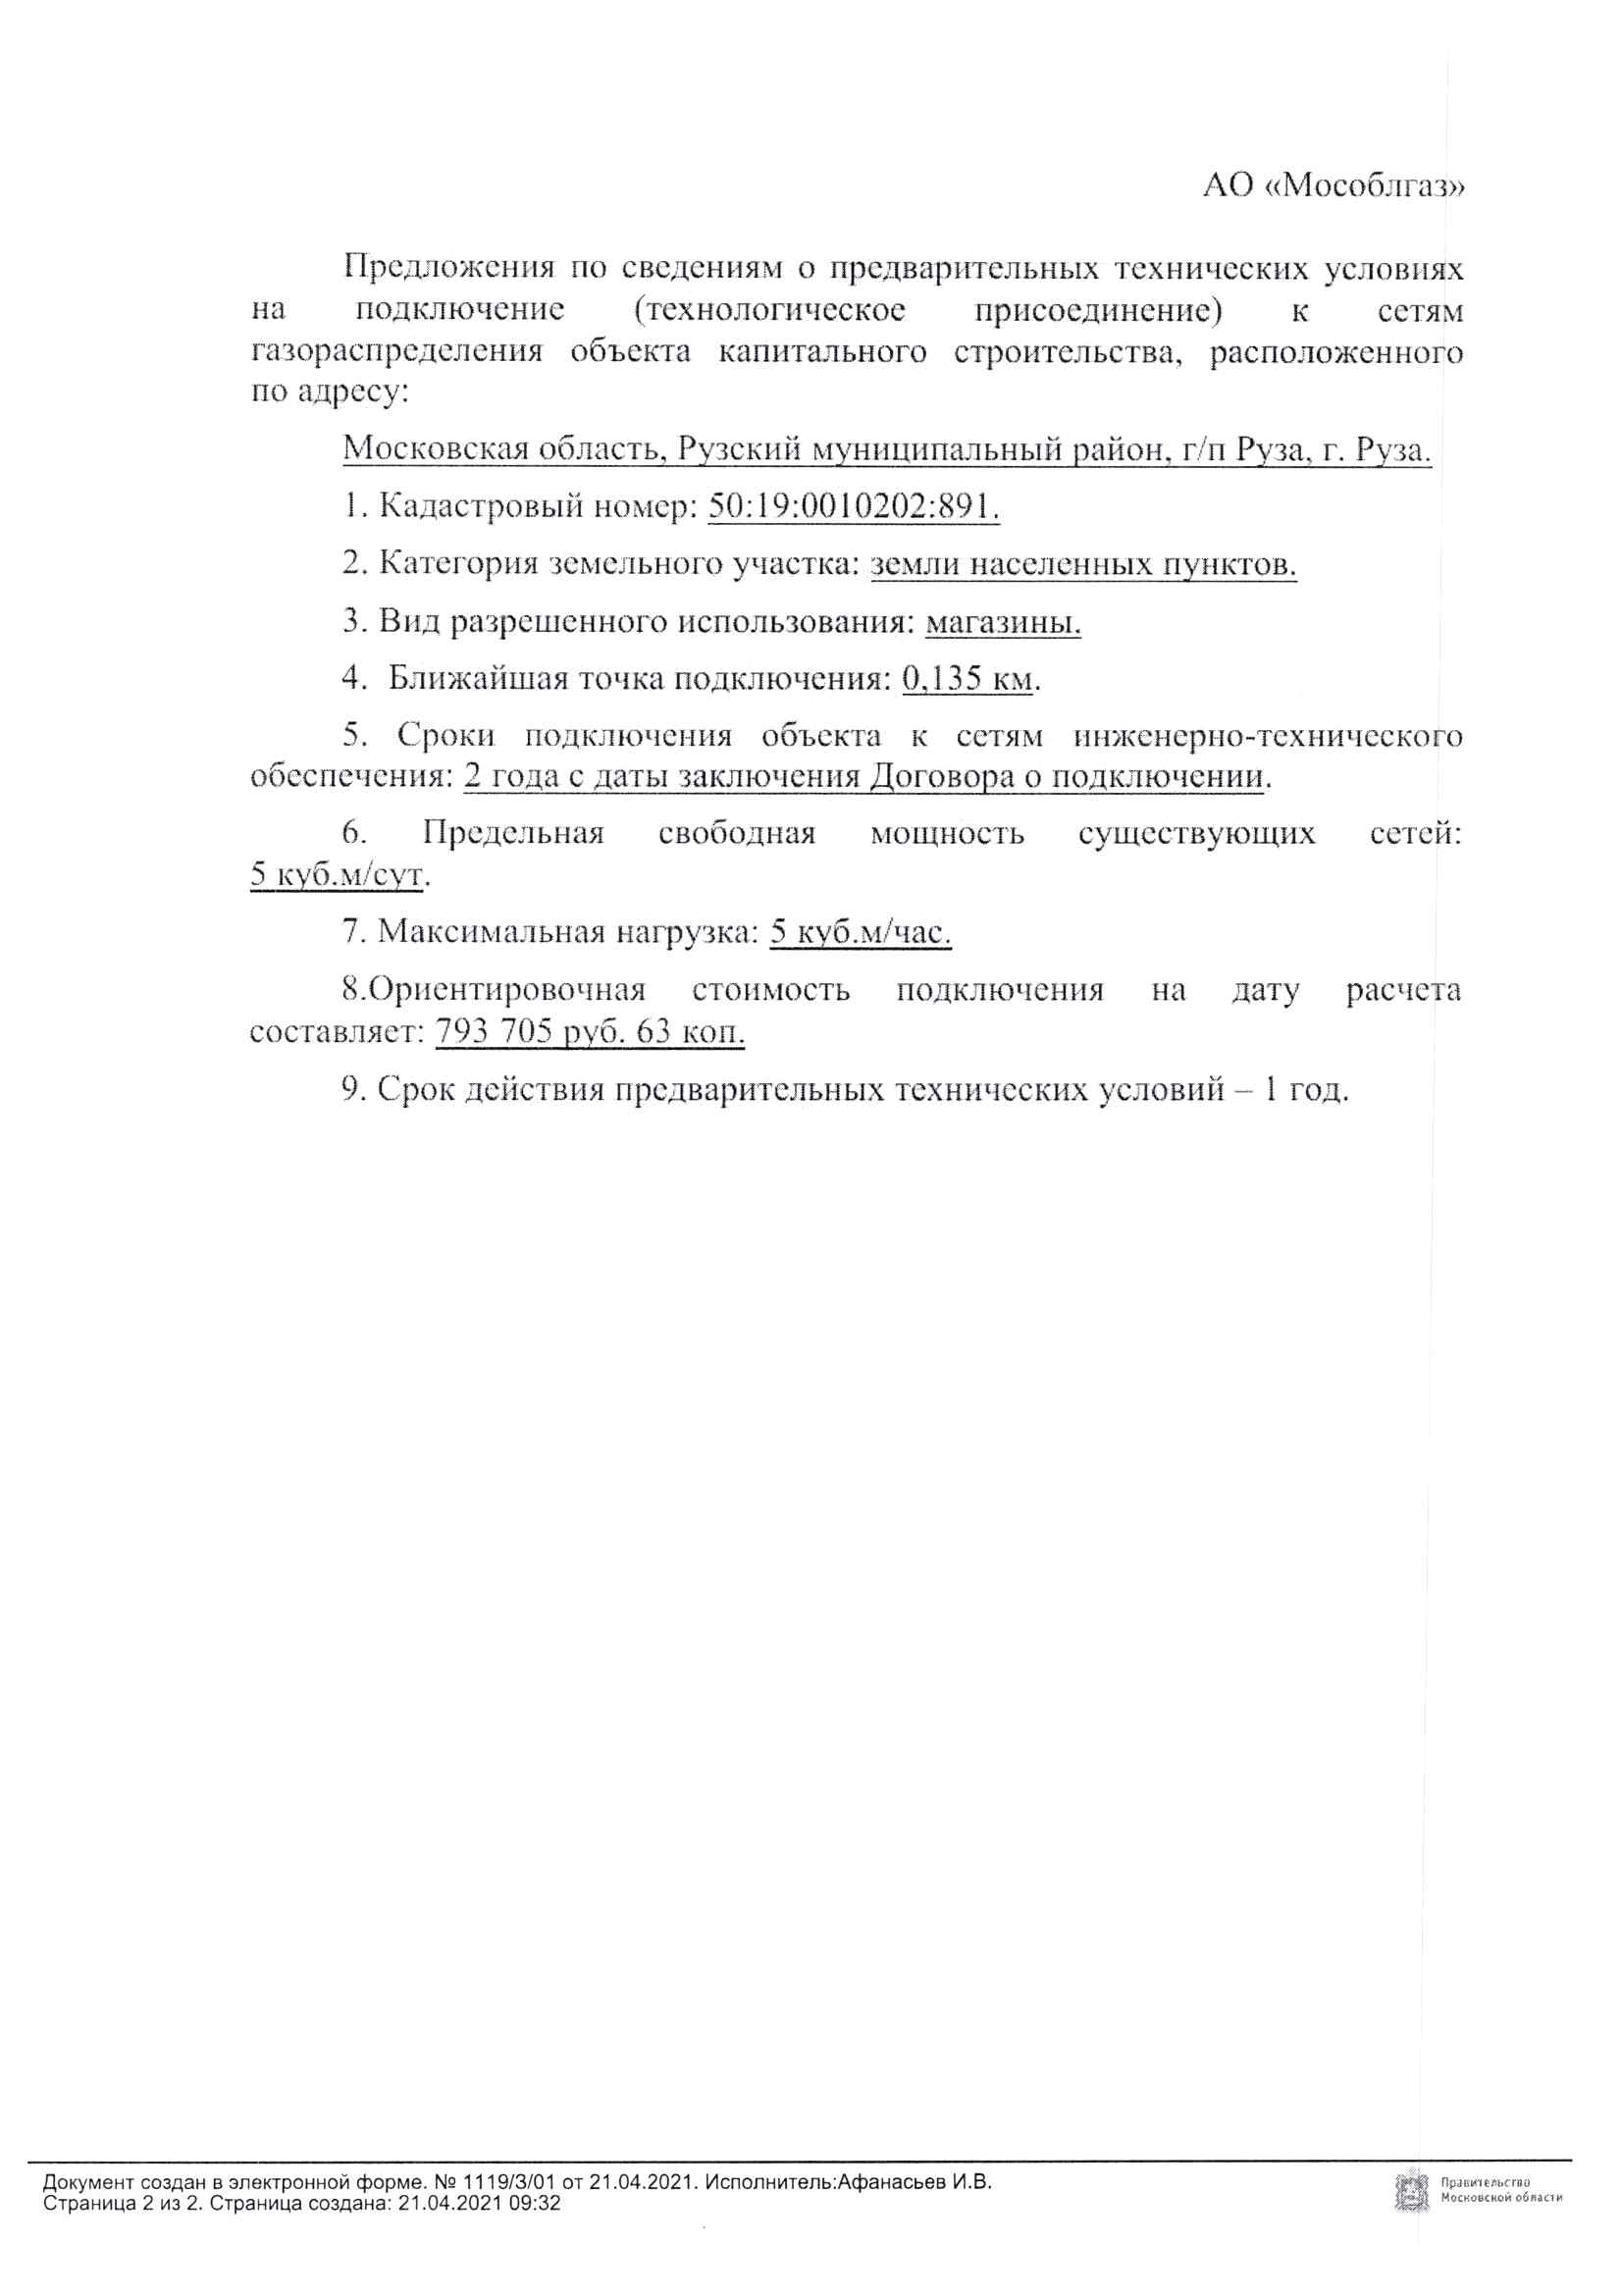 АО «Мособлгаз»
Предложения по сведениям о предварительных технических условиях
на подключение (технологическое присоединение) к сетям
газораспределения объекта капитального строительства, расположенного
по адресу:
Московская область, Рузский муниципальный район, г/п Руза, г. Руза.
1. Кадастровый номер: 50:19:0010202:891.
2. Категория земельного участка: земли населенных пунктов.
3. Вид разрешенного использования: магазины.
4. Ближайшая точка подключения: 0,135 км.
5. Сроки подключения объекта к сетям инженерно-технического
обеспечения: 2 года с даты заключения Договора о подключении.
6. Предельная свободная мощность существующих сетей:
5 куб.м/сут.
7. Максимальная нагрузка: 5 куб.м/час.
8.Ориентировочная стоимость подключения на дату расчета
составляет: 793 705 руб. 63 коп.
9. Срок действия предварительных технических условий – 1 год.
Документ создан в электронной форме. № 1119/3/01 от 21.04.2021. Исполнитель:Афанасьев И.В.
Страница 2 из 2. Страница создана: 21.04.2021 09:32
Правительство
Московской области